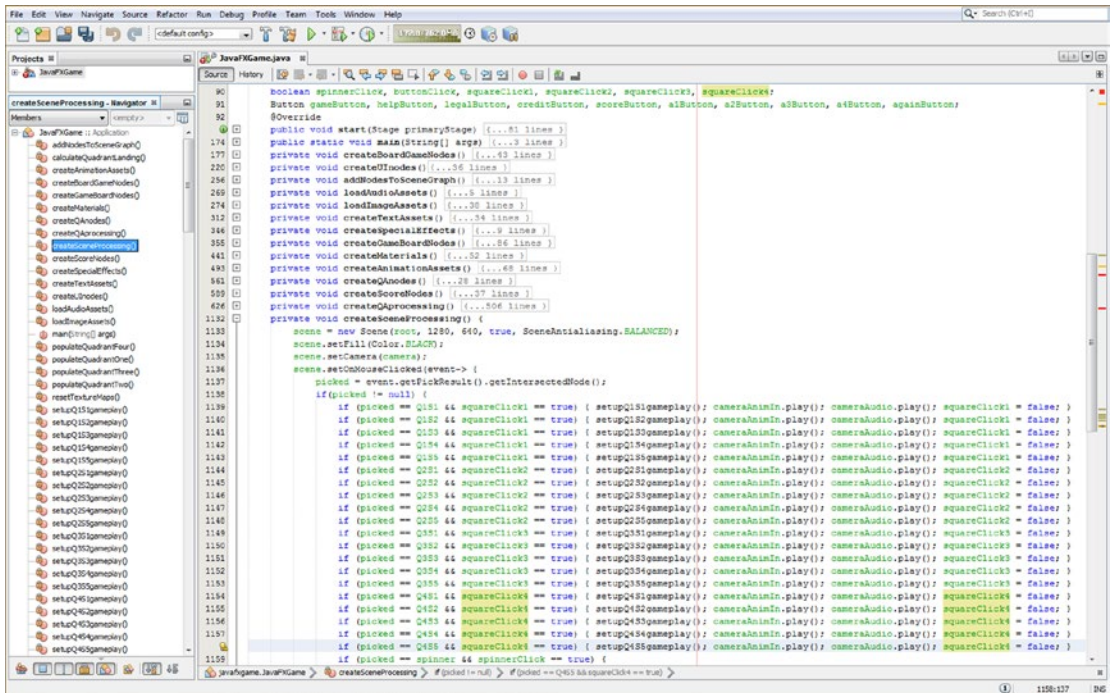 File Edit View Navigate Source Refactor Run Debug Profile Team Tools Window Help
Search (Ctrl+I)
<default config>
Projects
JavaFXGame
createSceneProcessing - Navigator
Members
<empty>
JavaFXGame :: Application
addNodesToSceneGraph()
calculateQuadrantLanding()
createAnimationAssets()
createBoardGameNodes()
createGameBoardNodes()
createMaterials()
createQAnodes()
createQAprocessing()
createSceneProcessing()
createScoreNodes()
createSpecialEffects()
createTextAssets()
createUInodes()
loadAudioAssets()
loadImageAssets()
main(String[] args)
populateQuadrantFour()
populateQuadrantOne()
populateQuadrantThree()
populateQuadrantTwo()
resetTextureMaps()
setupQ1S1gameplay()
setupQ1S2gameplay()
setupQ1S3gameplay()
setupQ1S4gameplay()
setupQ1S5gameplay()
setupQ2S1gameplay()
setupQ2S2gameplay()
setupQ2S3gameplay()
setupQ2S4gameplay()
setupQ2S5gameplay()
setupQ3S1gameplay()
setupQ3S2gameplay()
setupQ3S3gameplay()
setupQ3S4gameplay()
setupQ3S5gameplay()
setupQ4S1gameplay()
setupQ4S2gameplay()
setupQ4S3gameplay()
setupQ4S4gameplay()
setupQ4S5gameplay()
JavaFXGame.java
Source History
90 boolean spinnerClick, buttonClick, squareClick1, squareClick2, squareClick3, squareClick4;
91 Button gameButton, helpButton, legalButton, creditButton, scoreButton, a1Button, a2Button, a3Button, a4Button, againButton;
92 @Override
public void start(Stage primaryStage) {...81 lines }
174 public static void main(String[] args) {...3 lines }
177 private void createBoardGameNodes() {...43 lines }
220 private void createUInodes() {...36 lines }
256 private void addNodesToSceneGraph() {...13 lines }
269 private void loadAudioAssets() {...5 lines }
274 private void loadImageAssets() {...38 lines }
312 private void createTextAssets() {...34 lines }
346 private void createSpecialEffects() {...9 lines }
355 private void createGameBoardNodes() {...86 lines }
441 private void createMaterials() {...52 lines }
493 private void createAnimationAssets() {...68 lines }
561 private void createQAnodes() {...28 lines }
589 private void createScoreNodes() {...37 lines }
626 private void createQAprocessing() {...506 lines }
1132 private void createSceneProcessing() {
1133 scene = new Scene(root, 1280, 640, true, SceneAntialiasing.BALANCED);
1134 scene.setFill(Color.BLACK);
1135 scene.setCamera(camera);
1136 scene.setOnMouseClicked(event-> {
1137 picked = event.getPickResult().getIntersectedNode();
1138 if(picked != null) {
1139 if (picked == Q1S1 && squareClick1 == true) { setupQ1S1gameplay(); cameraAnimIn.play(); cameraAudio.play(); squareClick1 = false; }
1140 if (picked == Q1S2 && squareClick1 == true) { setupQ1S2gameplay(); cameraAnimIn.play(); cameraAudio.play(); squareClick1 = false; }
1141 if (picked == Q1S3 && squareClick1 == true) { setupQ1S3gameplay(); cameraAnimIn.play(); cameraAudio.play(); squareClick1 = false; }
1142 if (picked == Q1S4 && squareClick1 == true) { setupQ1S4gameplay(); cameraAnimIn.play(); cameraAudio.play(); squareClick1 = false; }
1143 if (picked == Q1S5 && squareClick1 == true) { setupQ1S5gameplay(); cameraAnimIn.play(); cameraAudio.play(); squareClick1 = false; }
1144 if (picked == Q2S1 && squareClick2 == true) { setupQ2S1gameplay(); cameraAnimIn.play(); cameraAudio.play(); squareClick2 = false; }
1145 if (picked == Q2S2 && squareClick2 == true) { setupQ2S2gameplay(); cameraAnimIn.play(); cameraAudio.play(); squareClick2 = false; }
1146 if (picked == Q2S3 && squareClick2 == true) { setupQ2S3gameplay(); cameraAnimIn.play(); cameraAudio.play(); squareClick2 = false; }
1147 if (picked == Q2S4 && squareClick2 == true) { setupQ2S4gameplay(); cameraAnimIn.play(); cameraAudio.play(); squareClick2 = false; }
1148 if (picked == Q2S5 && squareClick2 == true) { setupQ2S5gameplay(); cameraAnimIn.play(); cameraAudio.play(); squareClick2 = false; }
1149 if (picked == Q3S1 && squareClick3 == true) { setupQ3S1gameplay(); cameraAnimIn.play(); cameraAudio.play(); squareClick3 = false; }
1150 if (picked == Q3S2 && squareClick3 == true) { setupQ3S2gameplay(); cameraAnimIn.play(); cameraAudio.play(); squareClick3 = false; }
1151 if (picked == Q3S3 && squareClick3 == true) { setupQ3S3gameplay(); cameraAnimIn.play(); cameraAudio.play(); squareClick3 = false; }
1152 if (picked == Q3S4 && squareClick3 == true) { setupQ3S4gameplay(); cameraAnimIn.play(); cameraAudio.play(); squareClick3 = false; }
1153 if (picked == Q3S5 && squareClick3 == true) { setupQ3S5gameplay(); cameraAnimIn.play(); cameraAudio.play(); squareClick3 = false; }
1154 if (picked == Q4S1 && squareClick4 == true) { setupQ4S1gameplay(); cameraAnimIn.play(); cameraAudio.play(); squareClick4 = false; }
1155 if (picked == Q4S2 && squareClick4 == true) { setupQ4S2gameplay(); cameraAnimIn.play(); cameraAudio.play(); squareClick4 = false; }
1156 if (picked == Q4S3 && squareClick4 == true) { setupQ4S3gameplay(); cameraAnimIn.play(); cameraAudio.play(); squareClick4 = false; }
1157 if (picked == Q4S4 && squareClick4 == true) { setupQ4S4gameplay(); cameraAnimIn.play(); cameraAudio.play(); squareClick4 = false; }
if (picked == Q4S5 && squareClick4 == true) { setupQ4S5gameplay(); cameraAnimIn.play(); cameraAudio.play(); squareClick4 = false; }
1159 if (picked == spinner && spinnerClick == true) {
javafxgame.JavaFXGame createSceneProcessing if (picked != null) if (picked == Q4S5 && squareClick4 == true)
1 1158:137 INS